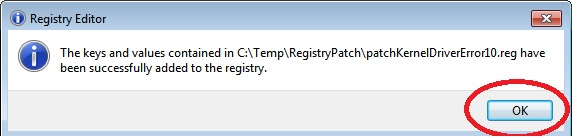 Registry Editor
The keys and values contained in C:\Temp\RegistryPatch\patchKernelDriverError10.reg have
been successfully added to the registry.
OK